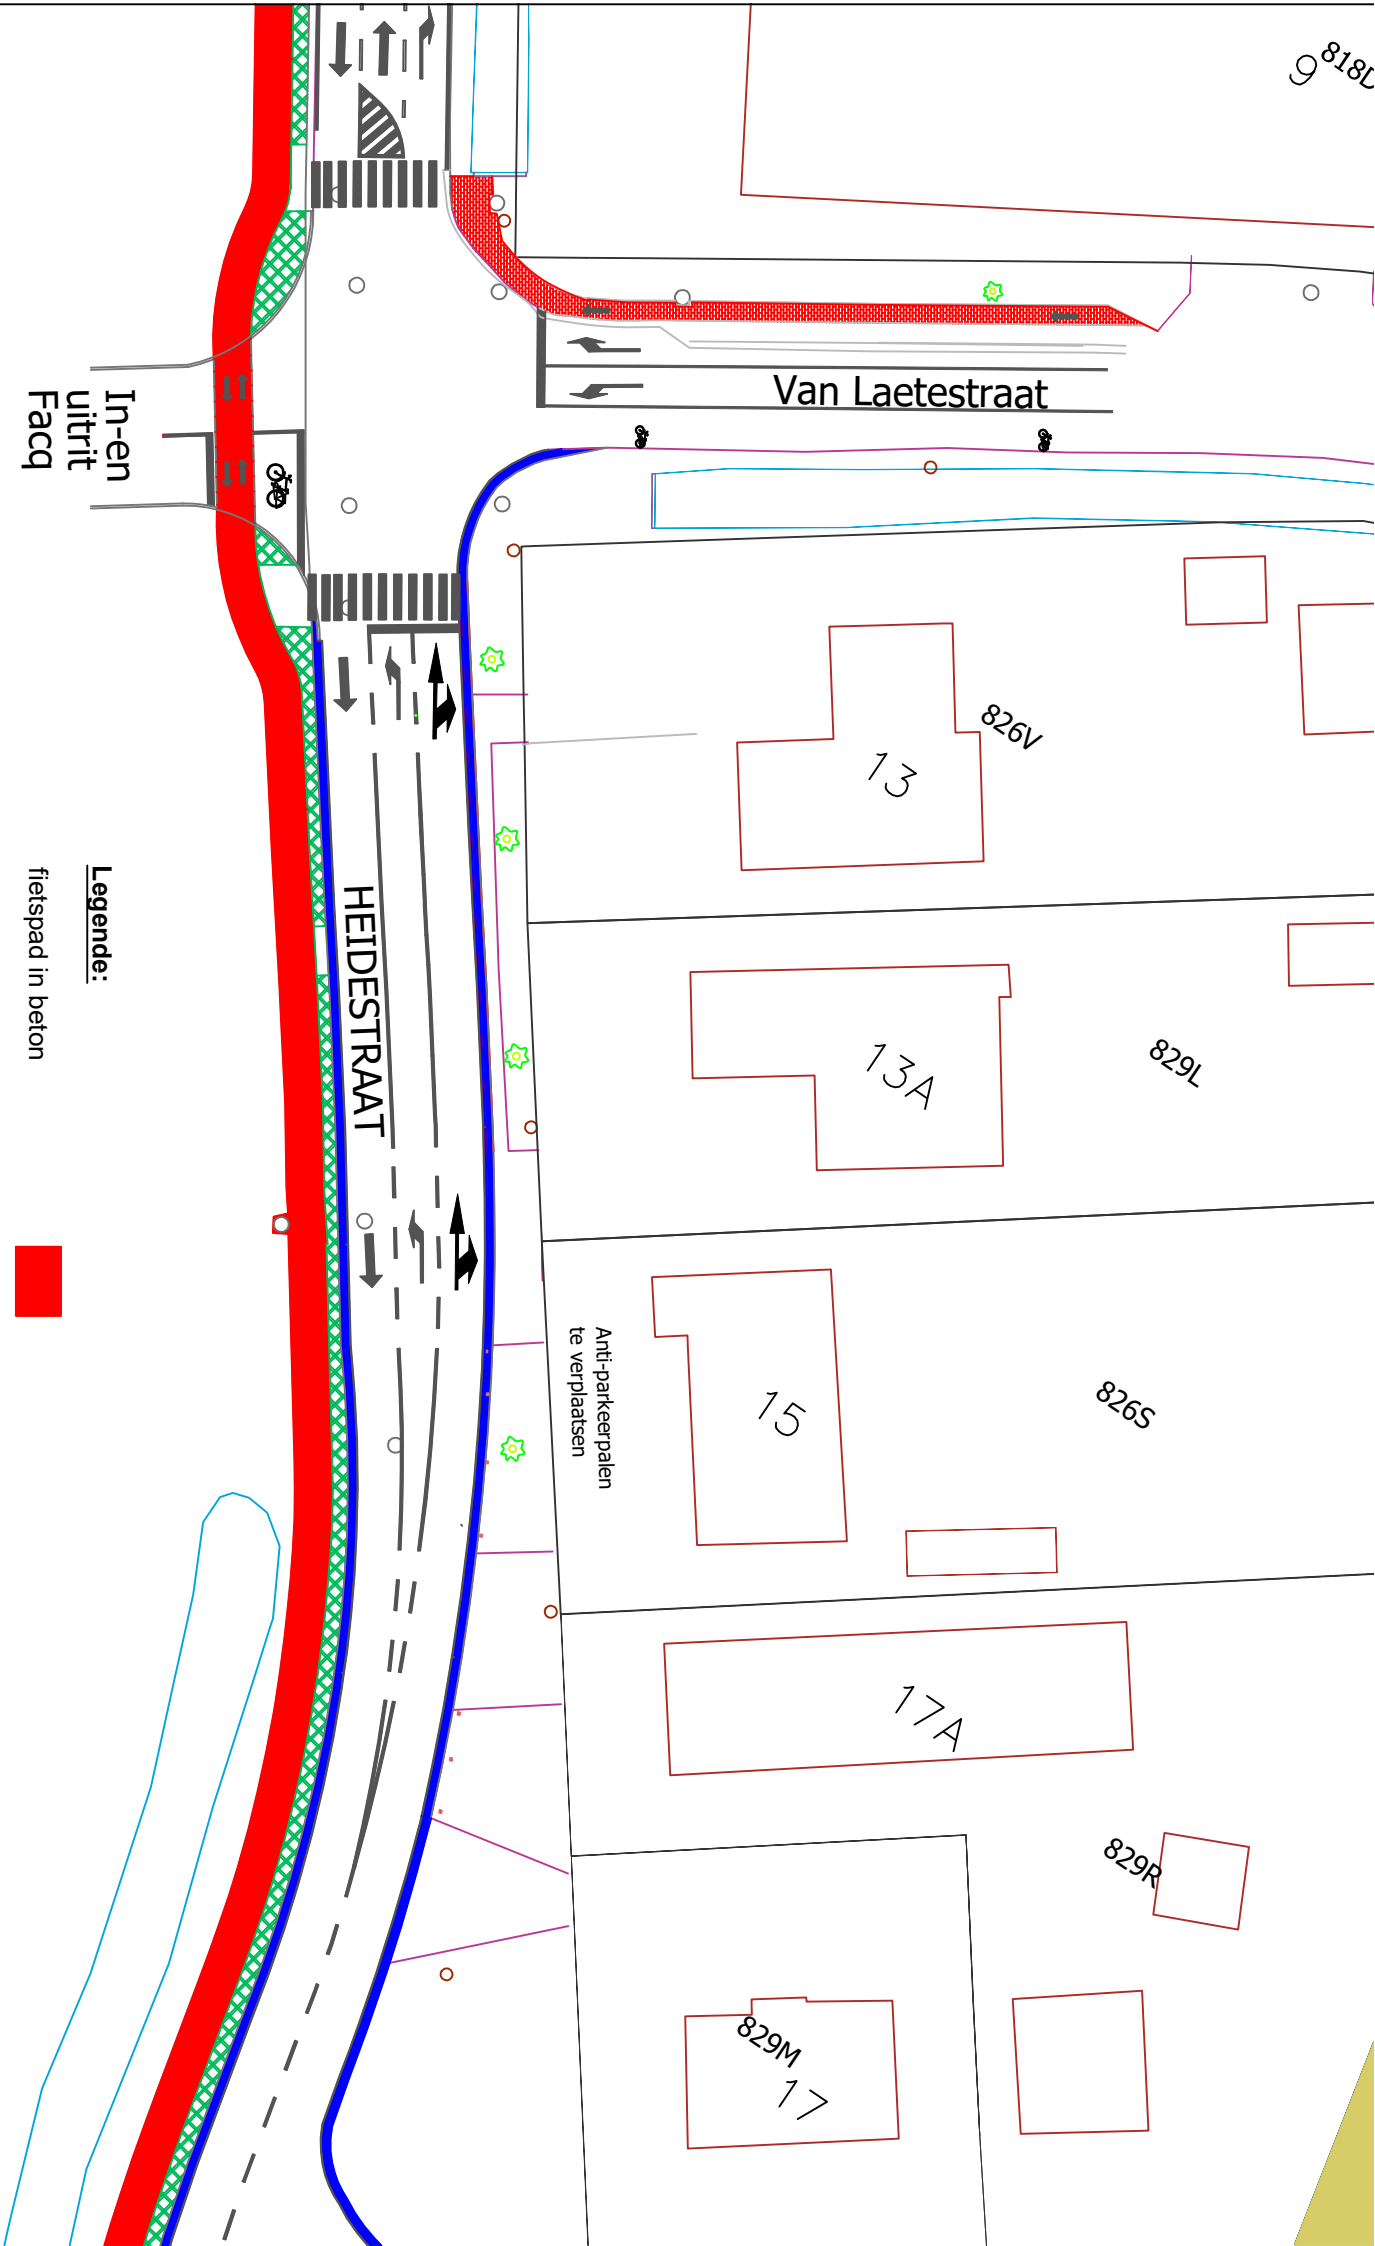 818D
9
Van Laetestraat
In-en
uitrit
Facq
826V
13
Legende:
fietspad in beton
HEIDESTRAAT
13A
829L
Anti-parkeerpalen
te verplaatsen
15
826S
17A
829R
829M
17